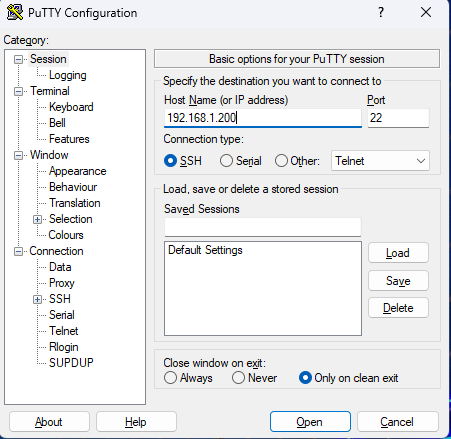 PuTTY Configuration
Category:
Session
Logging
Terminal
Keyboard
Bell
Features
Window
Appearance
Behaviour
Translation
Selection
Colours
Connection
Data
Proxy
SSH
Serial
Telnet
Rlogin
SUPDUP
Basic options for your PuTTY session
Specify the destination you want to connect to
Host Name (or IP address) Port
192.168.1.200 22
Connection type:
SSH Serial Other: Telnet
Load, save or delete a stored session
Saved Sessions
Default Settings
Load
Save
Delete
Close window on exit:
Always Never Only on clean exit
About Help Open Cancel